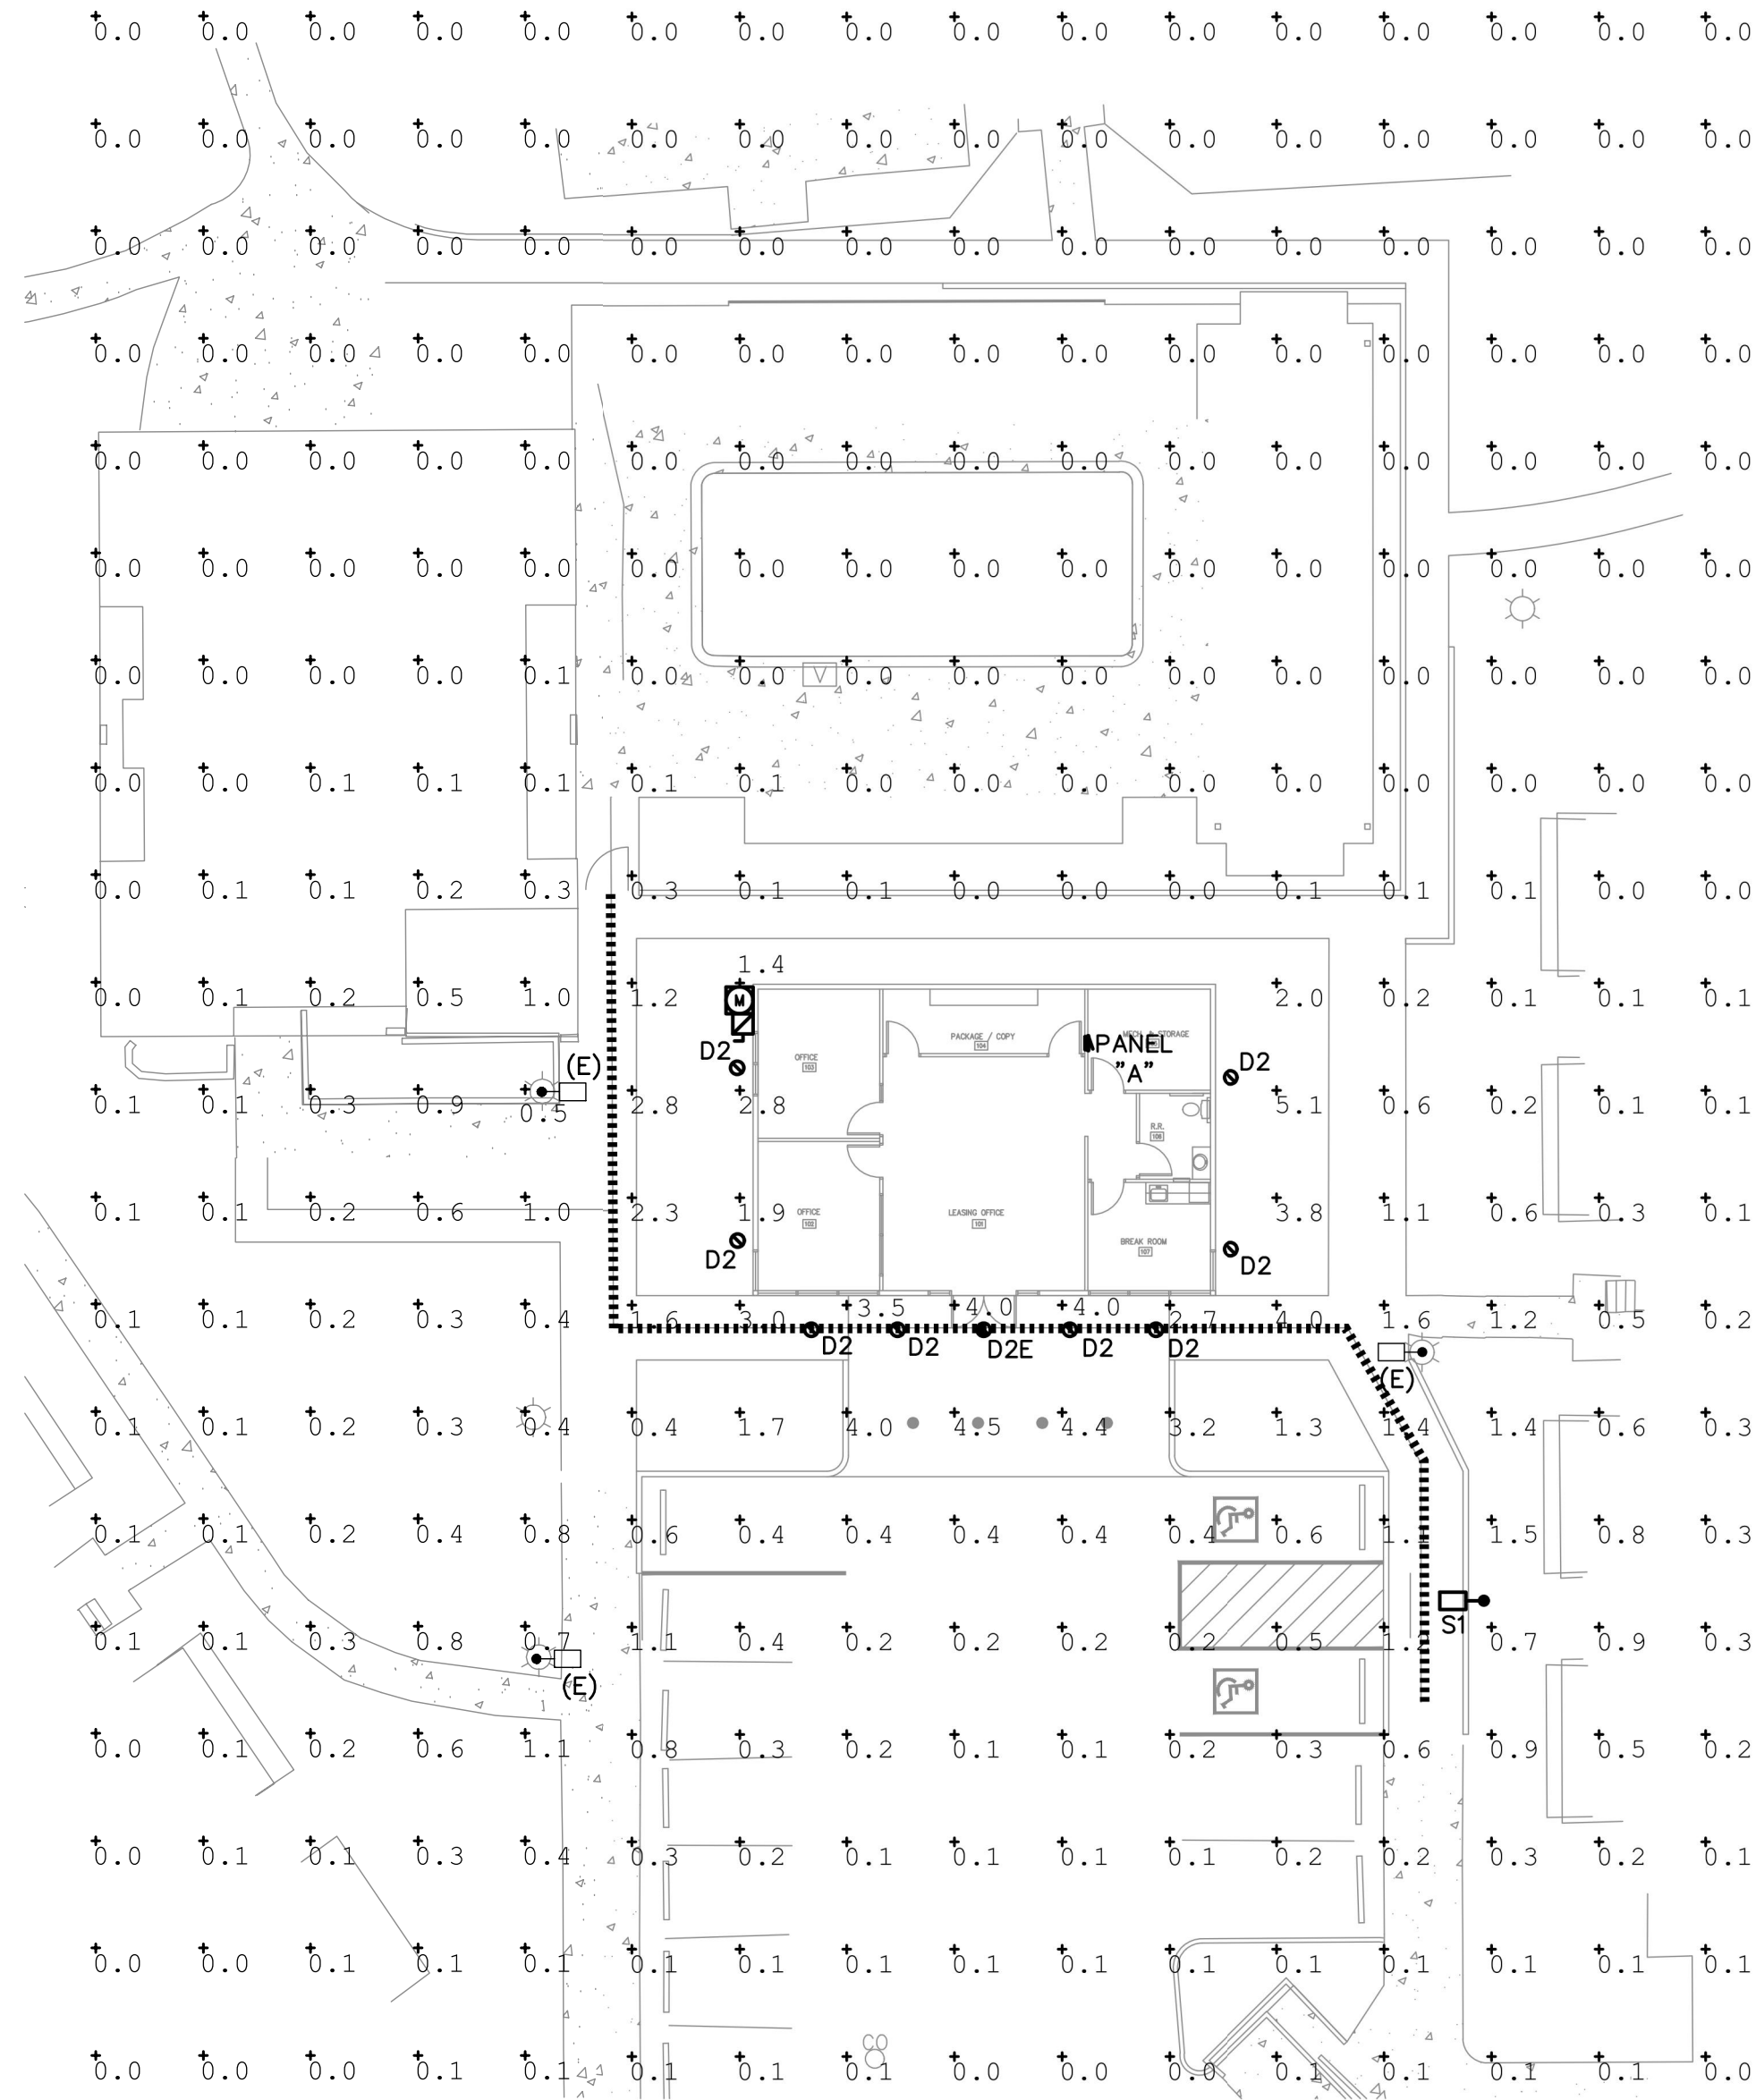 0.0 0.0 0.0 0.0 0.0 0.0 0.0 0.0 0.0 0.0 0.0 0.0 0.0 0.0 0.0 0.0
0.0 0.0 0.0 0.0 0.0 0.0 0.0 0.0 0.0 0.0 0.0 0.0 0.0 0.0 0.0 0.0
0.0 0.0 0.0 0.0 0.0 0.0 0.0 0.0 0.0 0.0 0.0 0.0 0.0 0.0 0.0 0.0
0.0 0.0 0.0 0.0 0.0 0.0 0.0 0.0 0.0 0.0 0.0 0.0 0.0 0.0 0.0 0.0
0.0 0.0 0.0 0.0 0.0 0.0 0.0 0.0 0.0 0.0 0.0 0.0 0.0 0.0 0.0 0.0
0.0 0.0 0.0 0.0 0.0 0.0 0.0 0.0 0.0 0.0 0.0 0.0 0.0 0.0 0.0 0.0
0.0 0.0 0.0 0.0 0.1 0.0 0.0 0.0 0.0 0.0 0.0 0.0 0.0 0.0 0.0 0.0
V
0.0 0.0 0.1 0.1 0.1 0.1 0.1 0.0 0.0 0.0 0.0 0.0 0.0 0.0 0.0 0.0
0.0 0.1 0.1 0.2 0.3 0.3 0.1 0.1 0.0 0.0 0.0 0.1 0.1 0.1 0.0 0.0
1.4
0.0 0.1 0.2 0.5 1.0 1.2 2.0 0.2 0.1 0.1 0.1
M
PACKAGE / COPY
104
MECH. & STORAGE
PANEL
"A"
D2
OFFICE
103
D2
(E)
0.1 0.1 0.3 0.9 0.5 2.8 2.8 5.1 0.6 0.2 0.1 0.1
R.R.
106
0.1 0.1 0.2 0.6 1.0 2.3 1.9 3.8 1.1 0.6 0.3 0.1
OFFICE
102
LEASING OFFICE
101
BREAK ROOM
107
D2
D2
3.5 4.0 4.0
0.1 0.1 0.2 0.3 0.4 1.6 3.0 2.7 4.0 1.6 1.2 0.5 0.2
D2 D2 D2E D2 D2
(E)
0.1 0.1 0.2 0.3 0.4 0.4 1.7 4.0 4.5 4.4 3.2 1.3 1.4 1.4 0.6 0.3
0.1 0.1 0.2 0.4 0.8 0.6 0.4 0.4 0.4 0.4 0.4 0.6 1.1 1.5 0.8 0.3
S1
0.1 0.1 0.3 0.8 0.7 1.1 0.4 0.2 0.2 0.2 0.2 0.5 1.2 0.7 0.9 0.3
(E)
0.0 0.1 0.2 0.6 1.1 0.8 0.3 0.2 0.1 0.1 0.2 0.3 0.6 0.9 0.5 0.2
0.0 0.1 0.1 0.3 0.4 0.3 0.2 0.1 0.1 0.1 0.1 0.2 0.2 0.3 0.2 0.1
0.0 0.0 0.1 0.1 0.1 0.1 0.1 0.1 0.1 0.1 0.1 0.1 0.1 0.1 0.1 0.1
CO
0.0 0.0 0.0 0.1 0.1 0.1 0.1 0.1 0.0 0.0 0.0 0.1 0.1 0.1 0.1 0.0